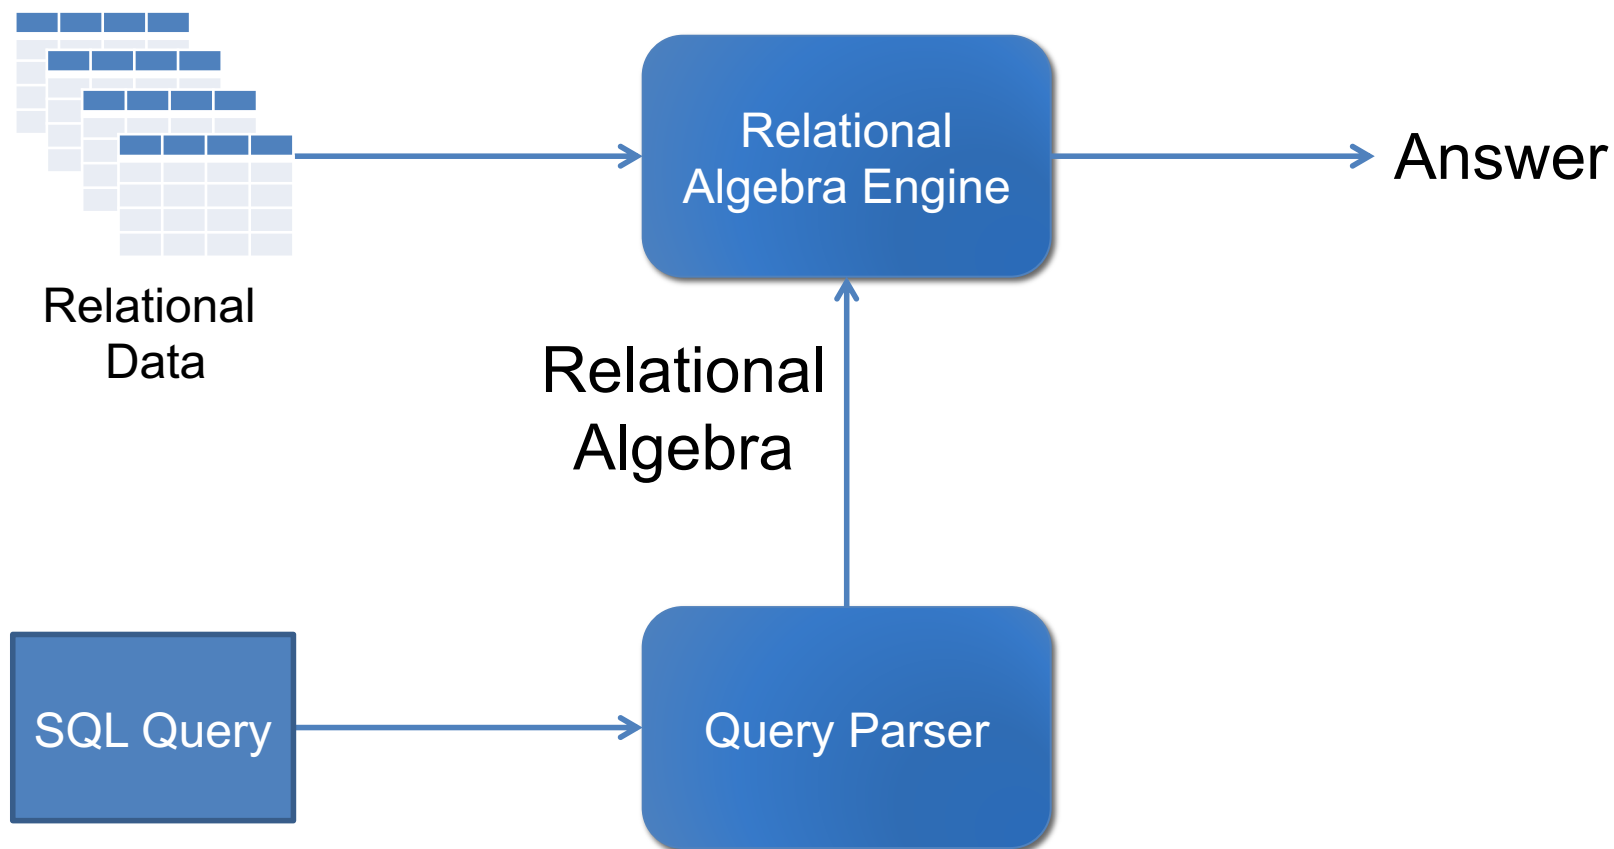 Relational
Algebra Engine
Answer
Relational
Data
Relational
Algebra
SQL Query
Query Parser